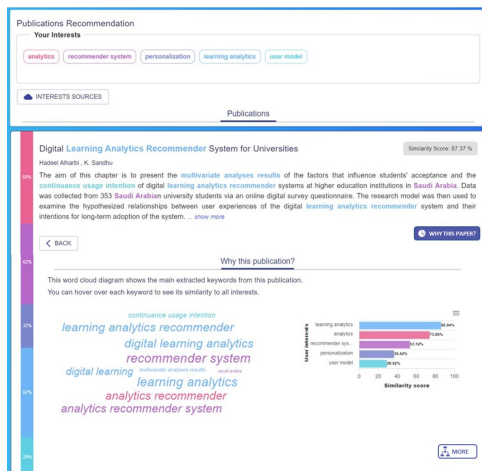 Publications Recommendation
Your Interests
analytics
recommender system
personalization
learning analytics
user model
INTERESTS SOURCES
Publications
Digital Learning Analytics Recommender System for Universities
Similarity Score: 87.37 %
Hadeel Alharbi , K. Sandhu
The aim of this chapter is to present the multivariate analyses results of the factors that influence students' acceptance and the
continuance usage intention of digital learning analytics recommender systems at higher education institutions in Saudi Arabia. Data
was collected from 353 Saudi Arabian university students via an online digital survey questionnaire. The research model was then used to
examine the hypothesized relationships between user experiences of the digital learning analytics recommender system and their
intentions for long-term adoption of the system. ... show more
WHY THIS PAPER?
BACK
Why this publication?
This word cloud diagram shows the main extracted keywords from this publication.
You can hover over each keyword to see its similarity to all interests.
continuance usage intention
learning analytics recommender
digital learning analytics
recommender system
digital learning
multivariate analyses results
saudi arabia
learning analytics
analytics recommender
analytics recommender system
User interests
learning analytics
analytics
recommender sys...
personalization
user model
53.12%
0 20 40 60 80 100
Similarity score
MORE